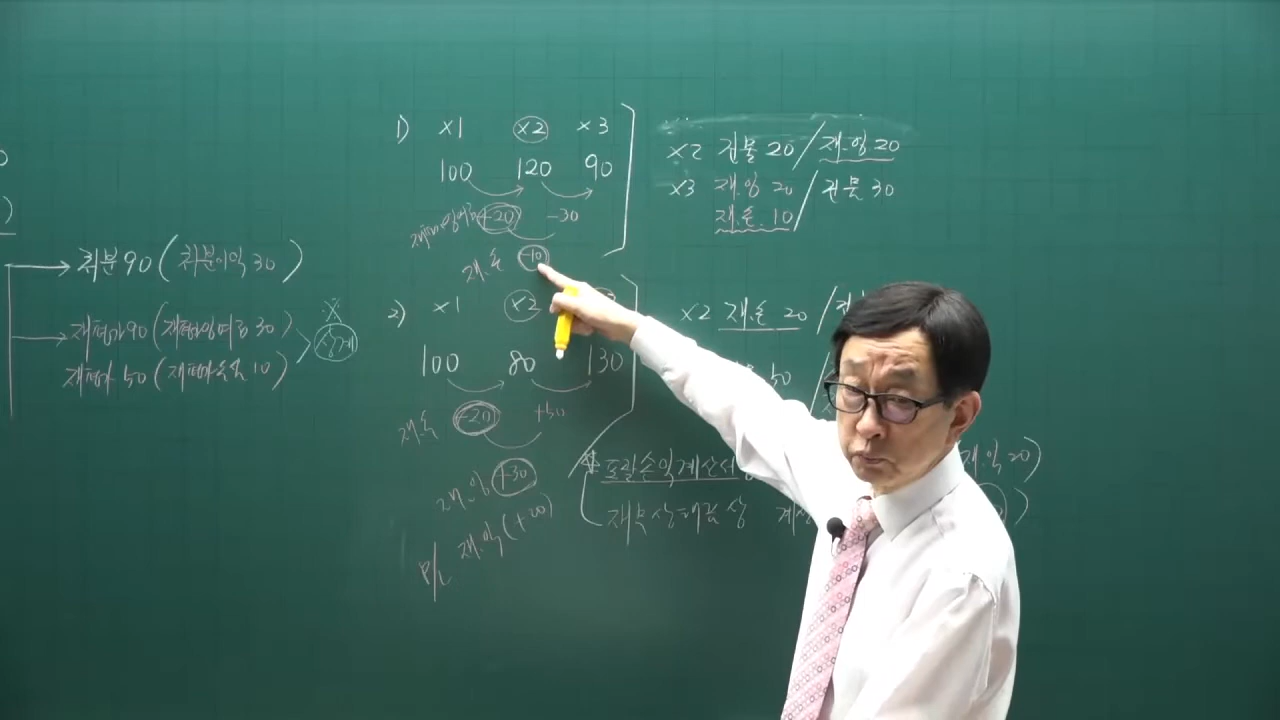 1) X1 X2 X3
100 120 90
재평가잉여금 +20 -30
재.손 -10
X2 건물 20 / 재.잉 20
X3 재.잉 20 / 건물 30
재.손 10
취분 90 ( 취분이익 30 )
재평가 90 ( 재평가잉여금 30 )
재평가 50 ( 재평가손실 10 )
X
상계
2) X1 X2
100 80 130
재.손 -20 +50
재.잉 +30
P/L 재.익 (+20)
X2 재.손 20 /
50
포괄손익계산서
재.익 20)
재무상태표상